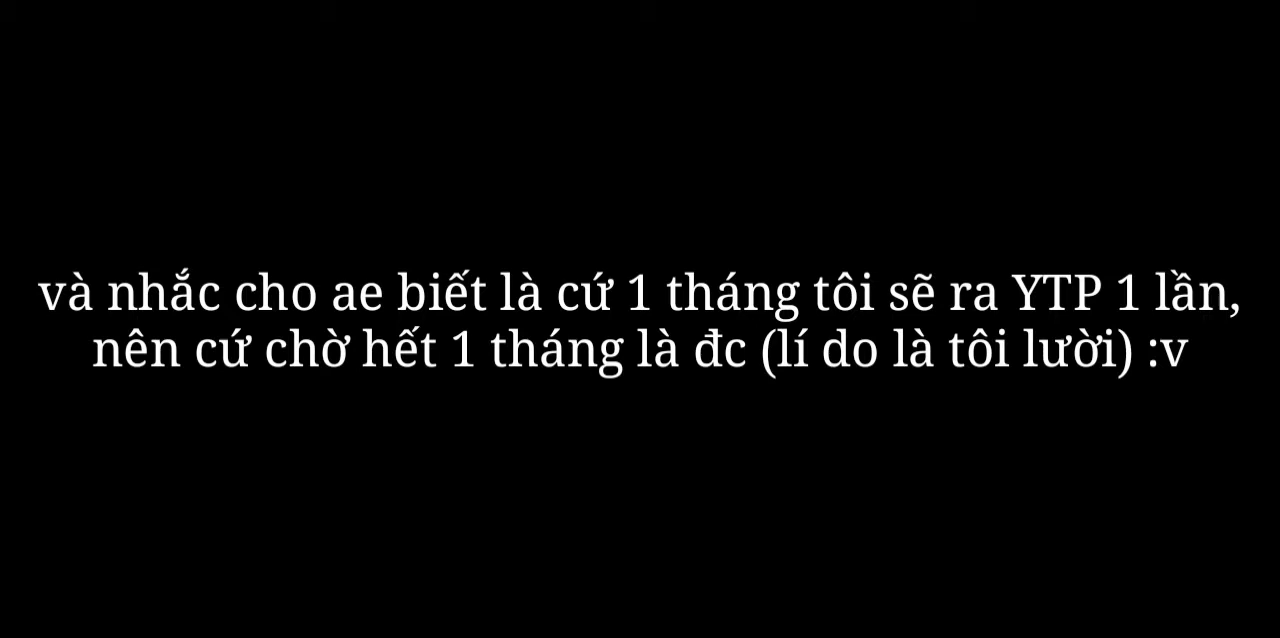 và nhắc cho ae biết là cứ 1 tháng tôi sẽ ra YTP 1 lần,
nên cứ chờ hết 1 tháng là đc (lí do là tôi lười) :v